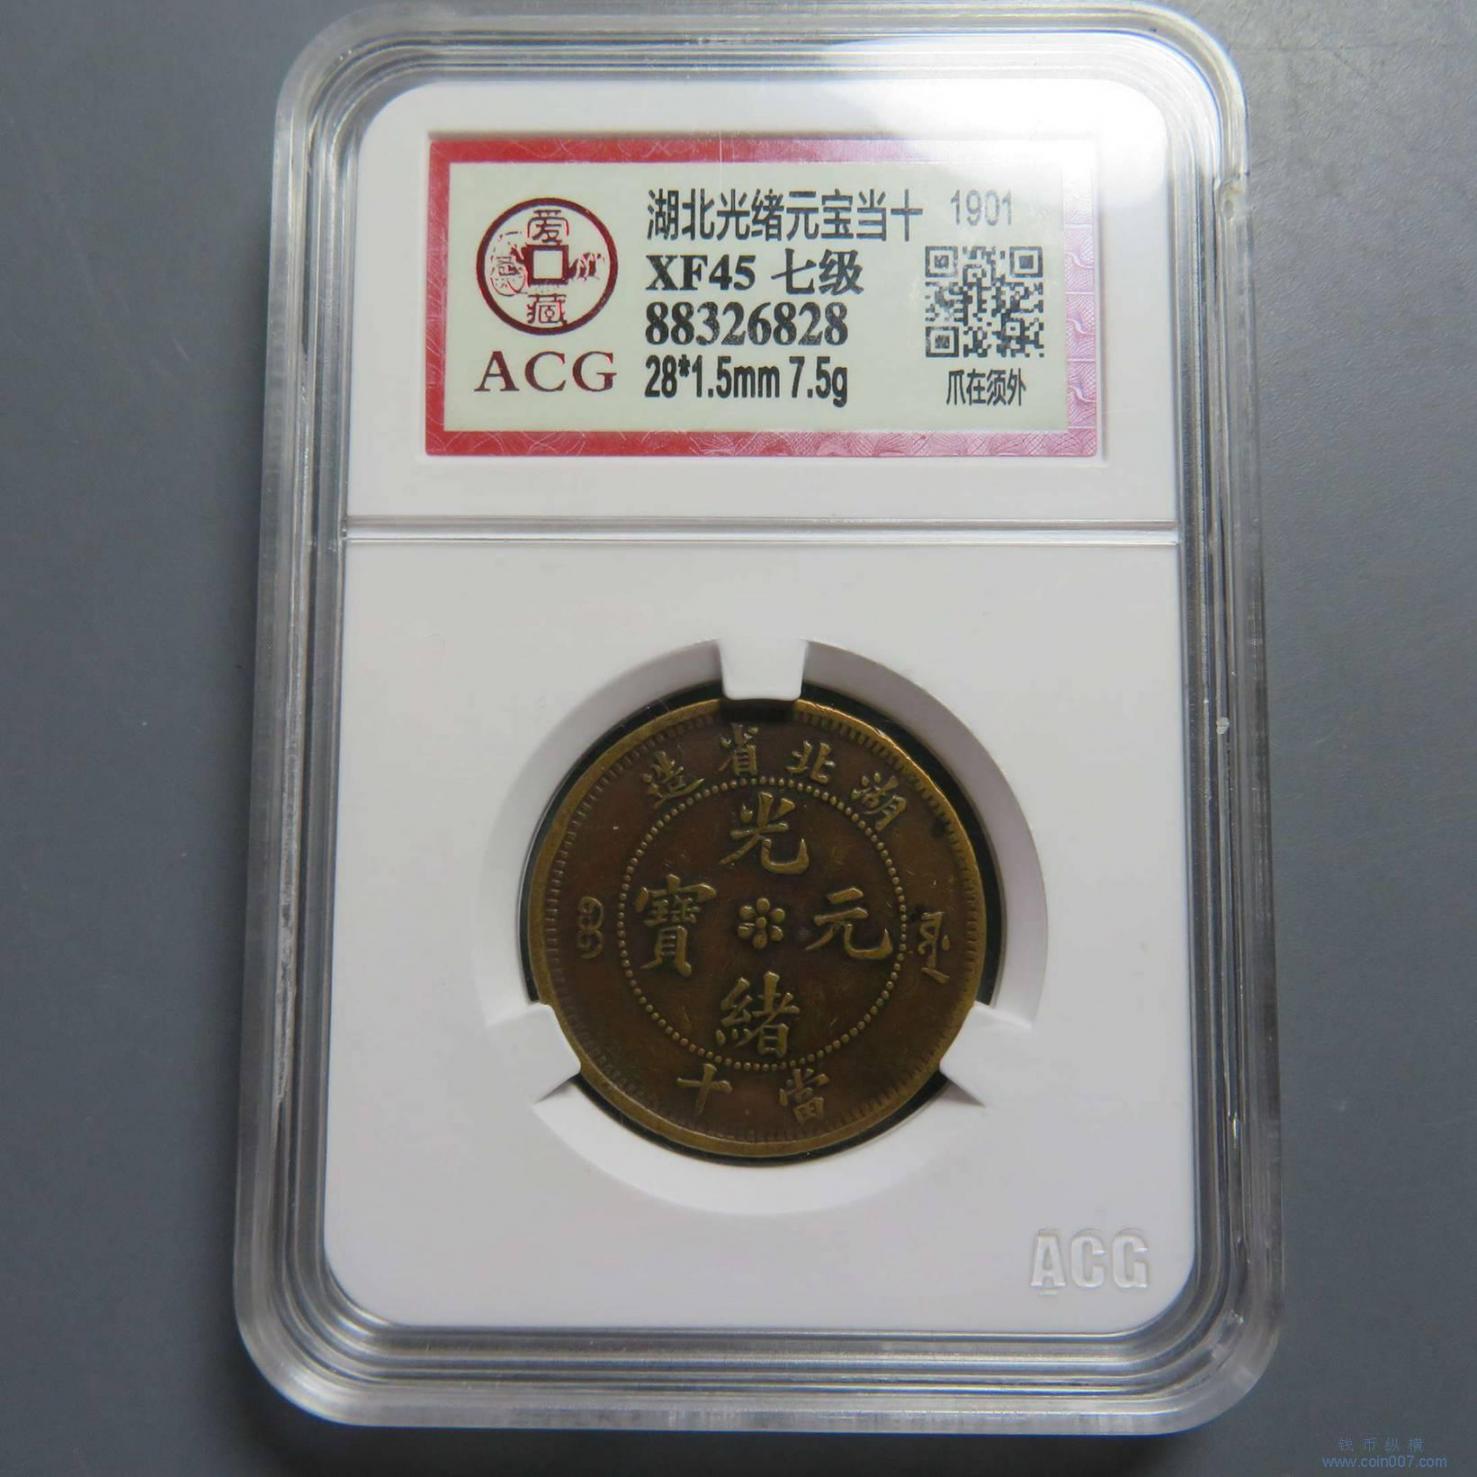 湖北光绪元宝当十 1901
XF45 七级
88326828
28*1.5mm 7.5g
爪在须外
爱
藏
ACG
湖北省造
光緒元寶
當十
ACG
钱币纵横
www.coin007.com